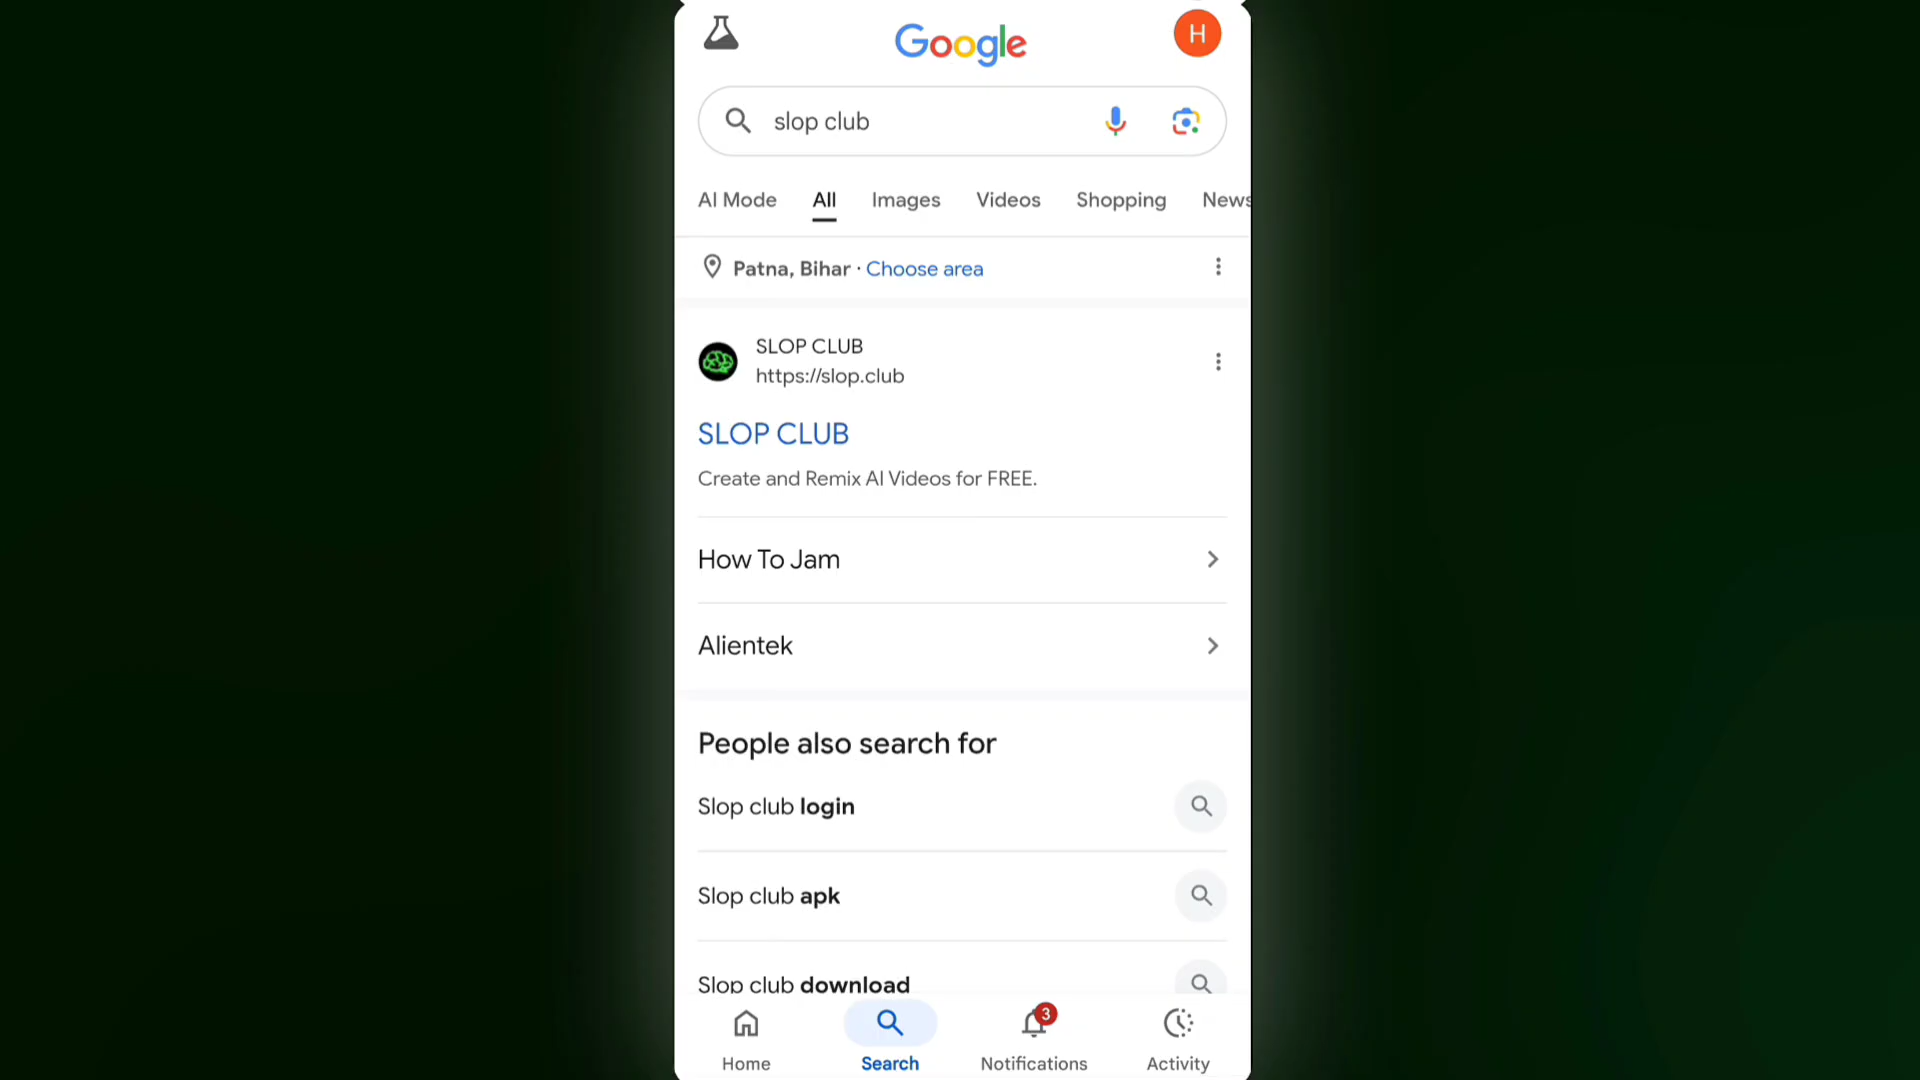 Google
H
slop club
AI Mode All Images Videos Shopping News
Patna, Bihar · Choose area
SLOP CLUB
https://slop.club
SLOP CLUB
Create and Remix AI Videos for FREE.
How To Jam
Alientek
People also search for
Slop club login
Slop club apk
Slop club download
3
Home Search Notifications Activity